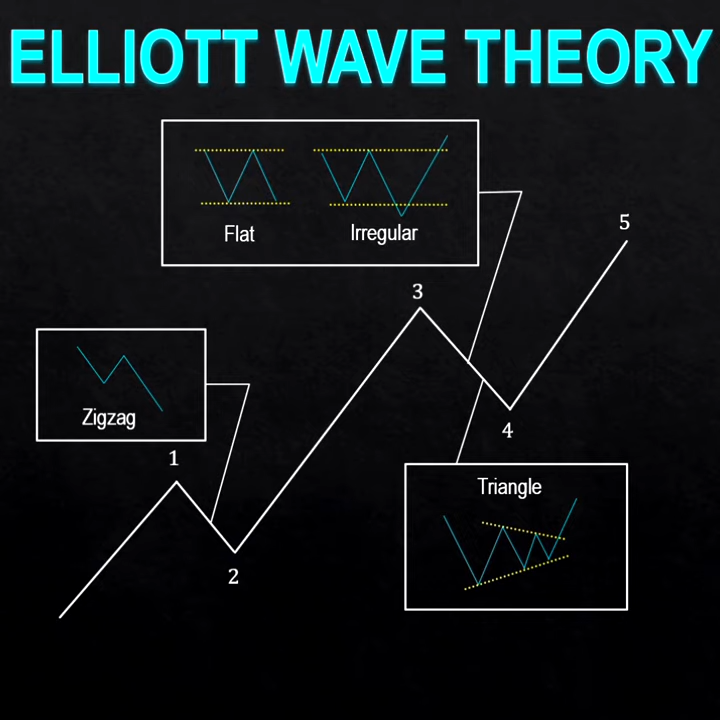 ELLIOTT WAVE THEORY
Flat
Irregular
5
3
Zigzag
1
4
Triangle
2